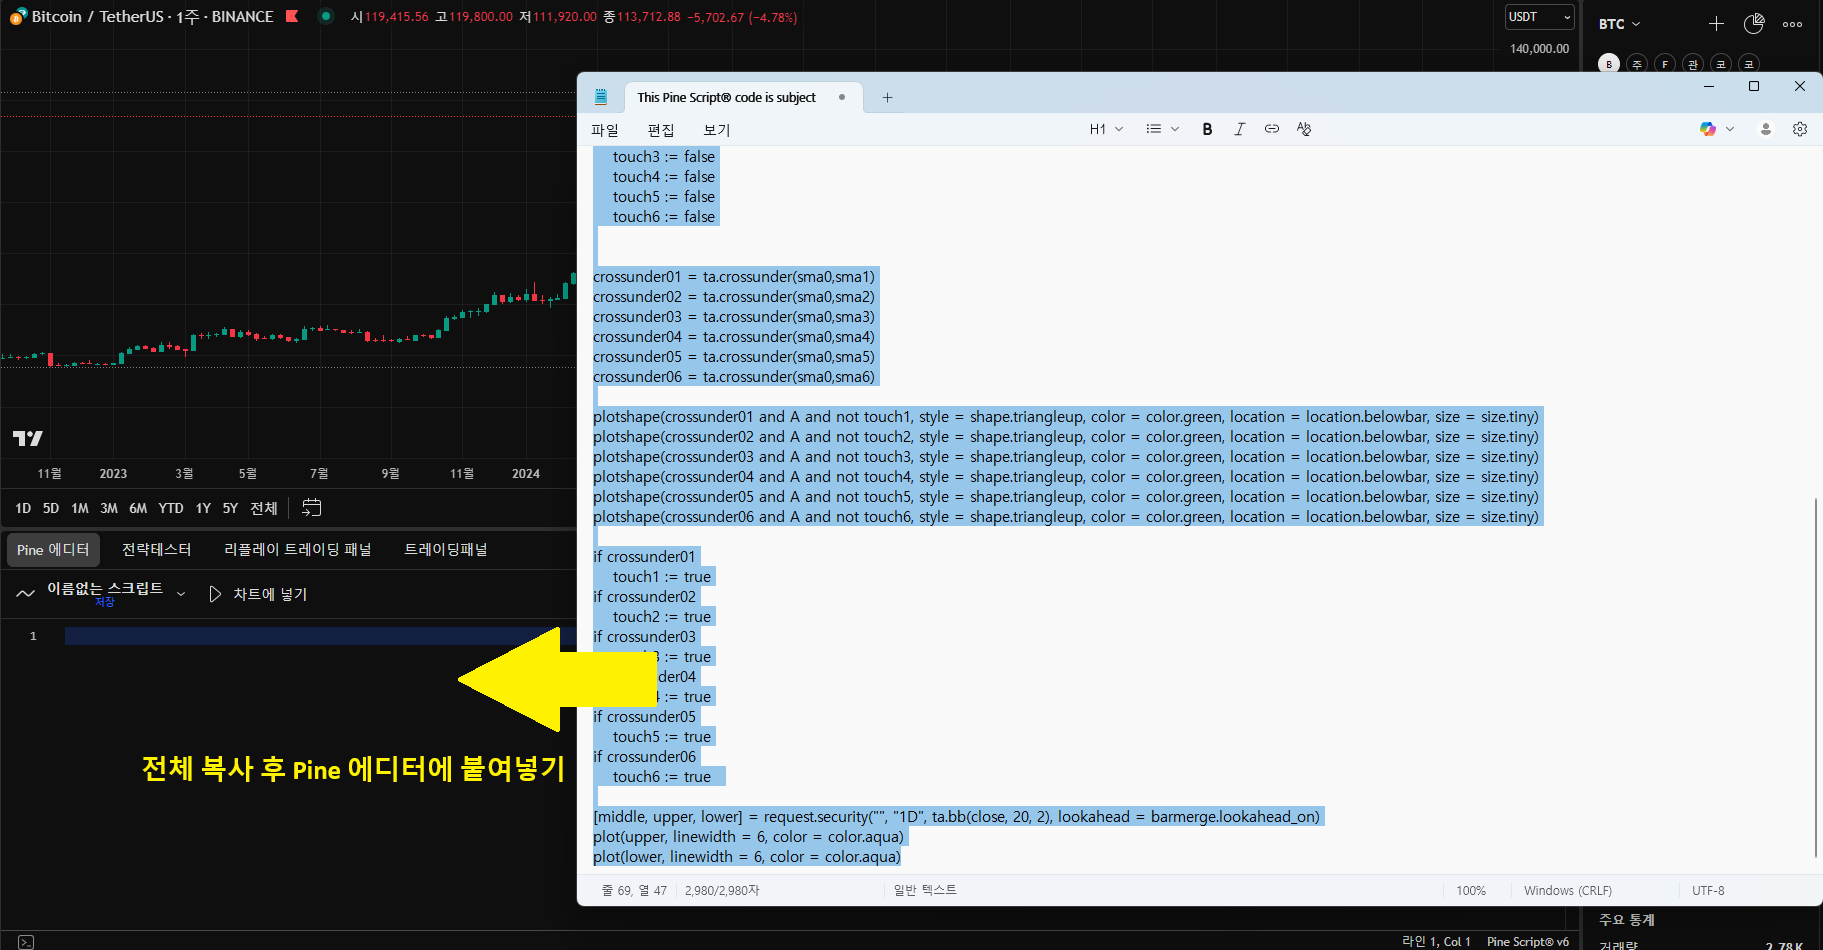 Bitcoin / TetherUS · 1주 · BINANCE 시119,415.56 고119,800.00 저111,920.00 종113,712.88 −5,702.67 (−4.78%)
USDT
140,000.00
BTC
B 주 F 관 코 코
This Pine Script® code is subject
파일 편집 보기
H1 B I
touch3 := false
touch4 := false
touch5 := false
touch6 := false
crossunder01 = ta.crossunder(sma0,sma1)
crossunder02 = ta.crossunder(sma0,sma2)
crossunder03 = ta.crossunder(sma0,sma3)
crossunder04 = ta.crossunder(sma0,sma4)
crossunder05 = ta.crossunder(sma0,sma5)
crossunder06 = ta.crossunder(sma0,sma6)
plotshape(crossunder01 and A and not touch1, style = shape.triangleup, color = color.green, location = location.belowbar, size = size.tiny)
plotshape(crossunder02 and A and not touch2, style = shape.triangleup, color = color.green, location = location.belowbar, size = size.tiny)
plotshape(crossunder03 and A and not touch3, style = shape.triangleup, color = color.green, location = location.belowbar, size = size.tiny)
plotshape(crossunder04 and A and not touch4, style = shape.triangleup, color = color.green, location = location.belowbar, size = size.tiny)
plotshape(crossunder05 and A and not touch5, style = shape.triangleup, color = color.green, location = location.belowbar, size = size.tiny)
plotshape(crossunder06 and A and not touch6, style = shape.triangleup, color = color.green, location = location.belowbar, size = size.tiny)
if crossunder01
touch1 := true
if crossunder02
touch2 := true
if crossunder03
3 := true
der04
4 := true
if crossunder05
touch5 := true
if crossunder06
touch6 := true
[middle, upper, lower] = request.security("", "1D", ta.bb(close, 20, 2), lookahead = barmerge.lookahead_on)
plot(upper, linewidth = 6, color = color.aqua)
plot(lower, linewidth = 6, color = color.aqua)
줄 69, 열 47 2,980/2,980자 일반 텍스트 100% Windows (CRLF) UTF-8
11월 2023 3월 5월 7월 9월 11월 2024
1D 5D 1M 3M 6M YTD 1Y 5Y 전체
Pine 에디터 전략테스터 리플레이 트레이딩 패널 트레이딩패널
이름없는 스크립트 차트에 넣기
저장
1
전체 복사 후 Pine 에디터에 붙여넣기
주요 통계
거래량 2.78K
라인 1, Col 1 Pine Script® v6